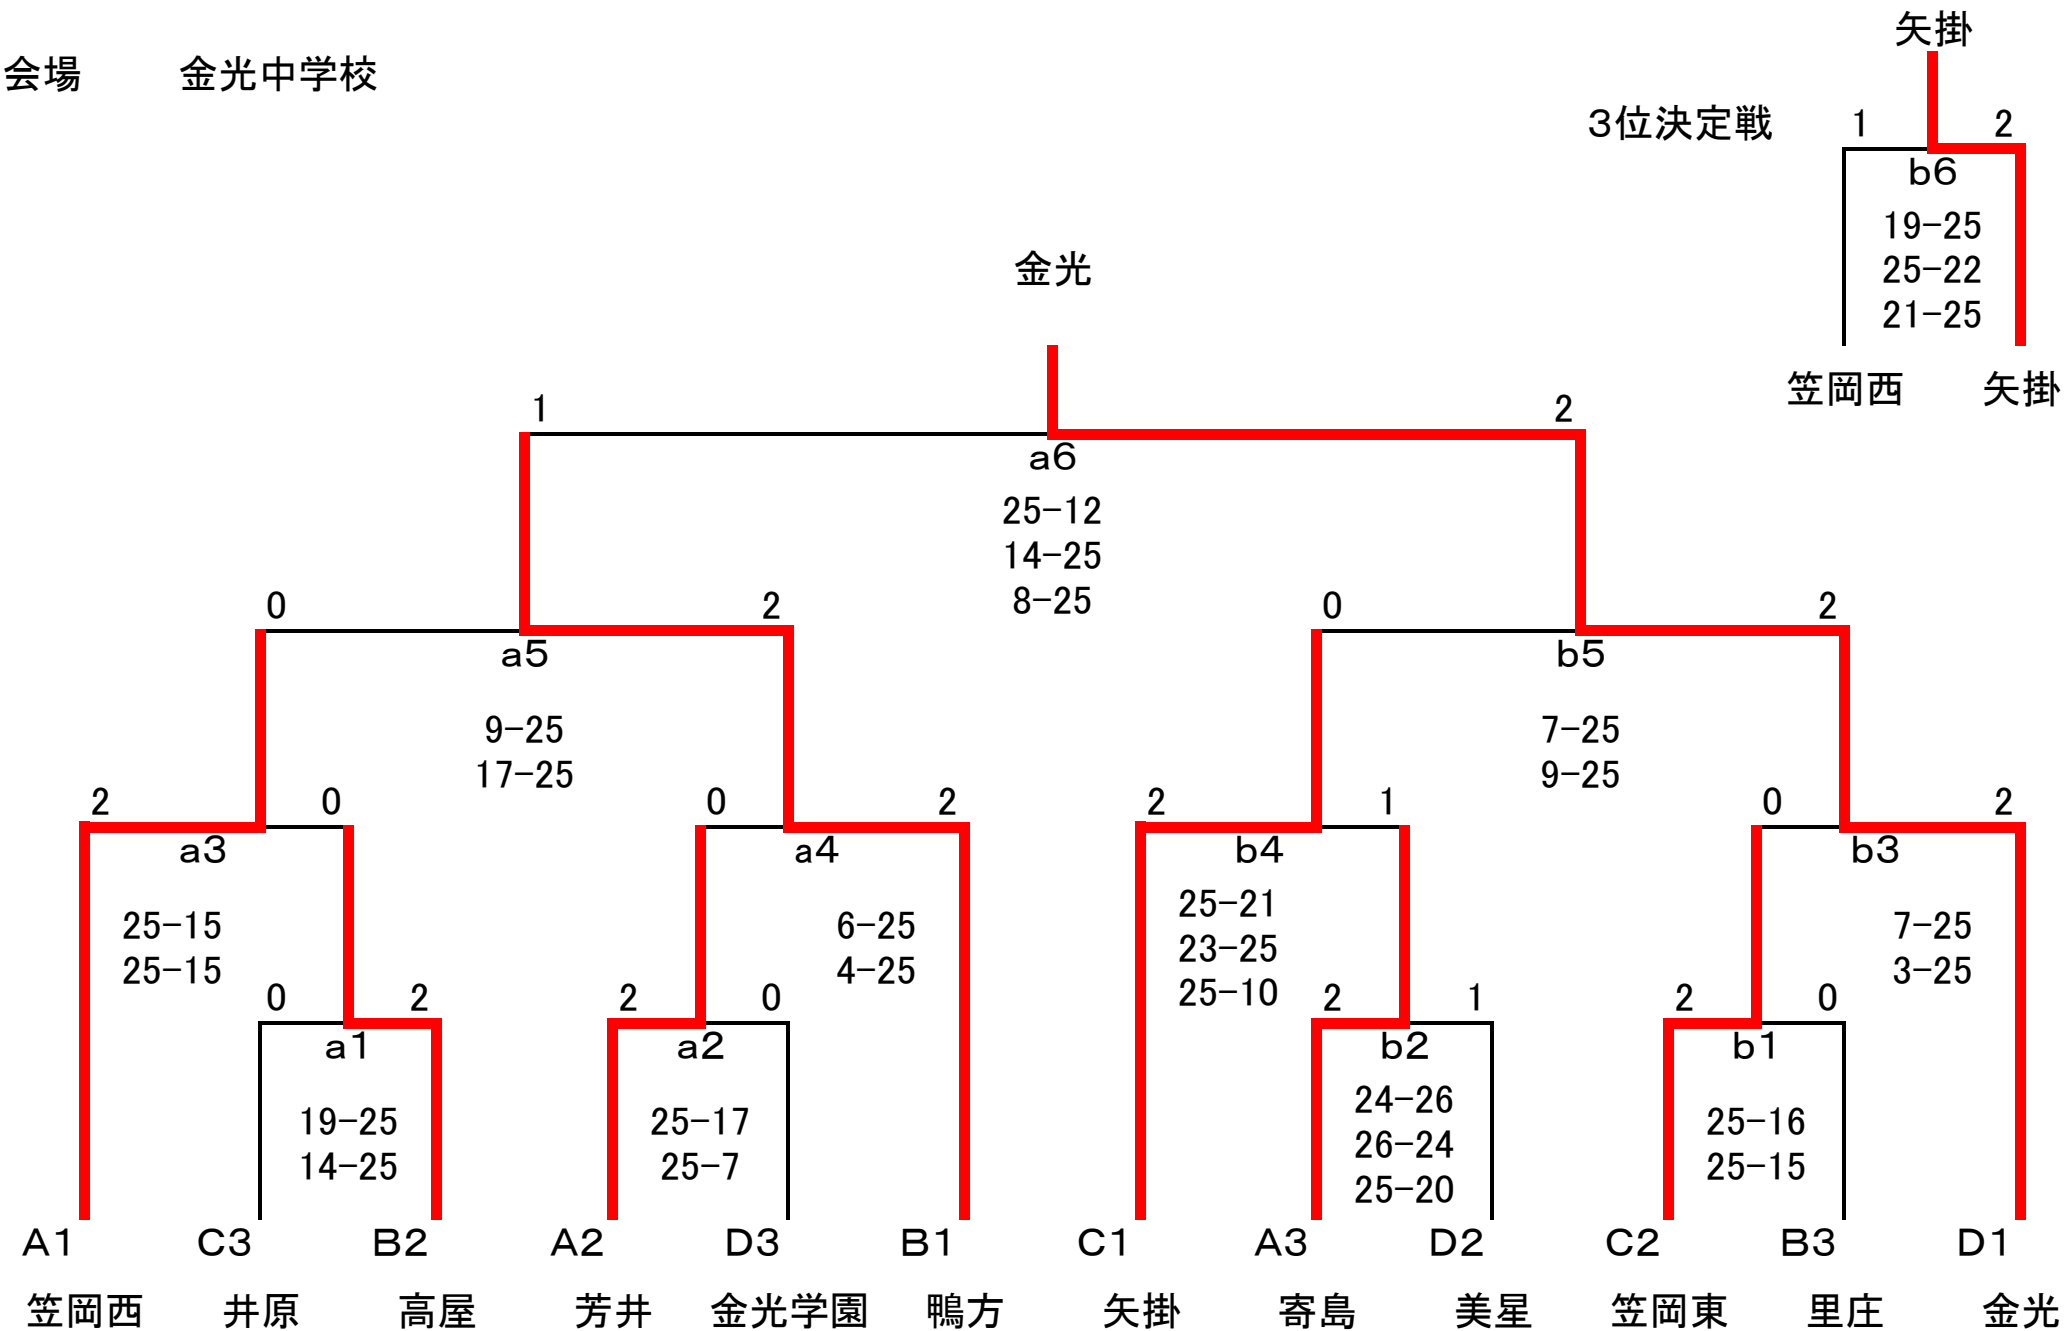 矢掛
会場　金光中学校
3位決定戦 1 2
b6
19-25
25-22
21-25
笠岡西 矢掛
金光
1 2
a6
25-12
14-25
8-25
0 2 0 2
a5 b5
9-25 7-25
17-25 9-25
2 0 0 2 2 1 0 2
a3 a4 b4 b3
25-15 6-25 25-21 7-25
25-15 4-25 23-25 3-25
25-10
0 2 2 0 2 1 2 0
a1 a2 b2 b1
19-25 25-17 24-26 25-16
14-25 25-7 26-24 25-15
25-20
A1 C3 B2 A2 D3 B1 C1 A3 D2 C2 B3 D1
笠岡西 井原 高屋 芳井 金光学園 鴨方 矢掛 寄島 美星 笠岡東 里庄 金光